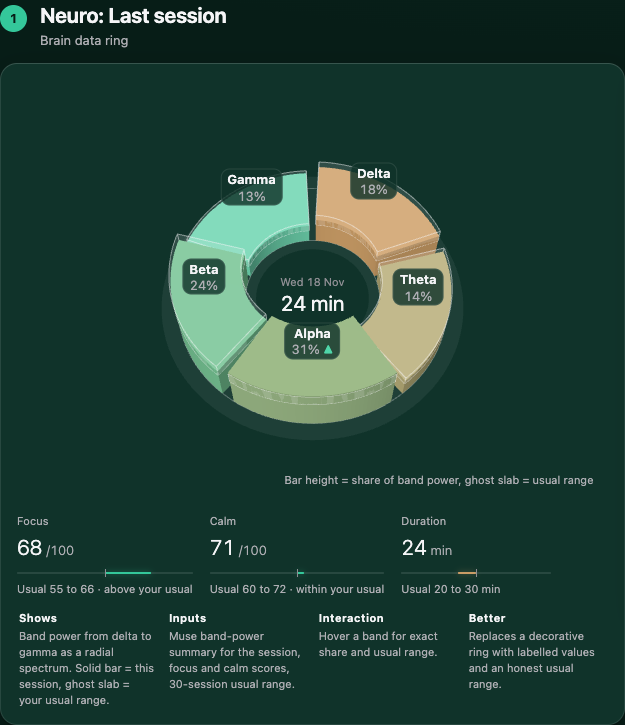 1
Neuro: Last session
Brain data ring
Gamma
13%
Delta
18%
Beta
24%
Theta
14%
Wed 18 Nov
24 min
Alpha
31% ▲
Bar height = share of band power, ghost slab = usual range
Focus
68 /100
Usual 55 to 66 · above your usual
Calm
71 /100
Usual 60 to 72 · within your usual
Duration
24 min
Usual 20 to 30 min
Shows
Band power from delta to
gamma as a radial
spectrum. Solid bar = this
session, ghost slab =
your usual range.
Inputs
Muse band-power
summary for the session,
focus and calm scores,
30-session usual range.
Interaction
Hover a band for exact
share and usual range.
Better
Replaces a decorative
ring with labelled values
and an honest usual
range.